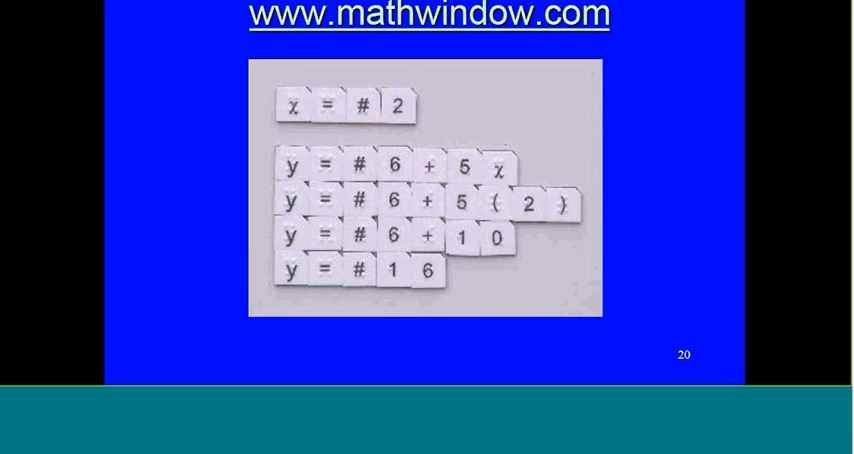 www.mathwindow.com
x = # 2
y = # 6 + 5 x
y = # 6 + 5 ( 2 )
y = # 6 + 1 0
y = # 1 6
20